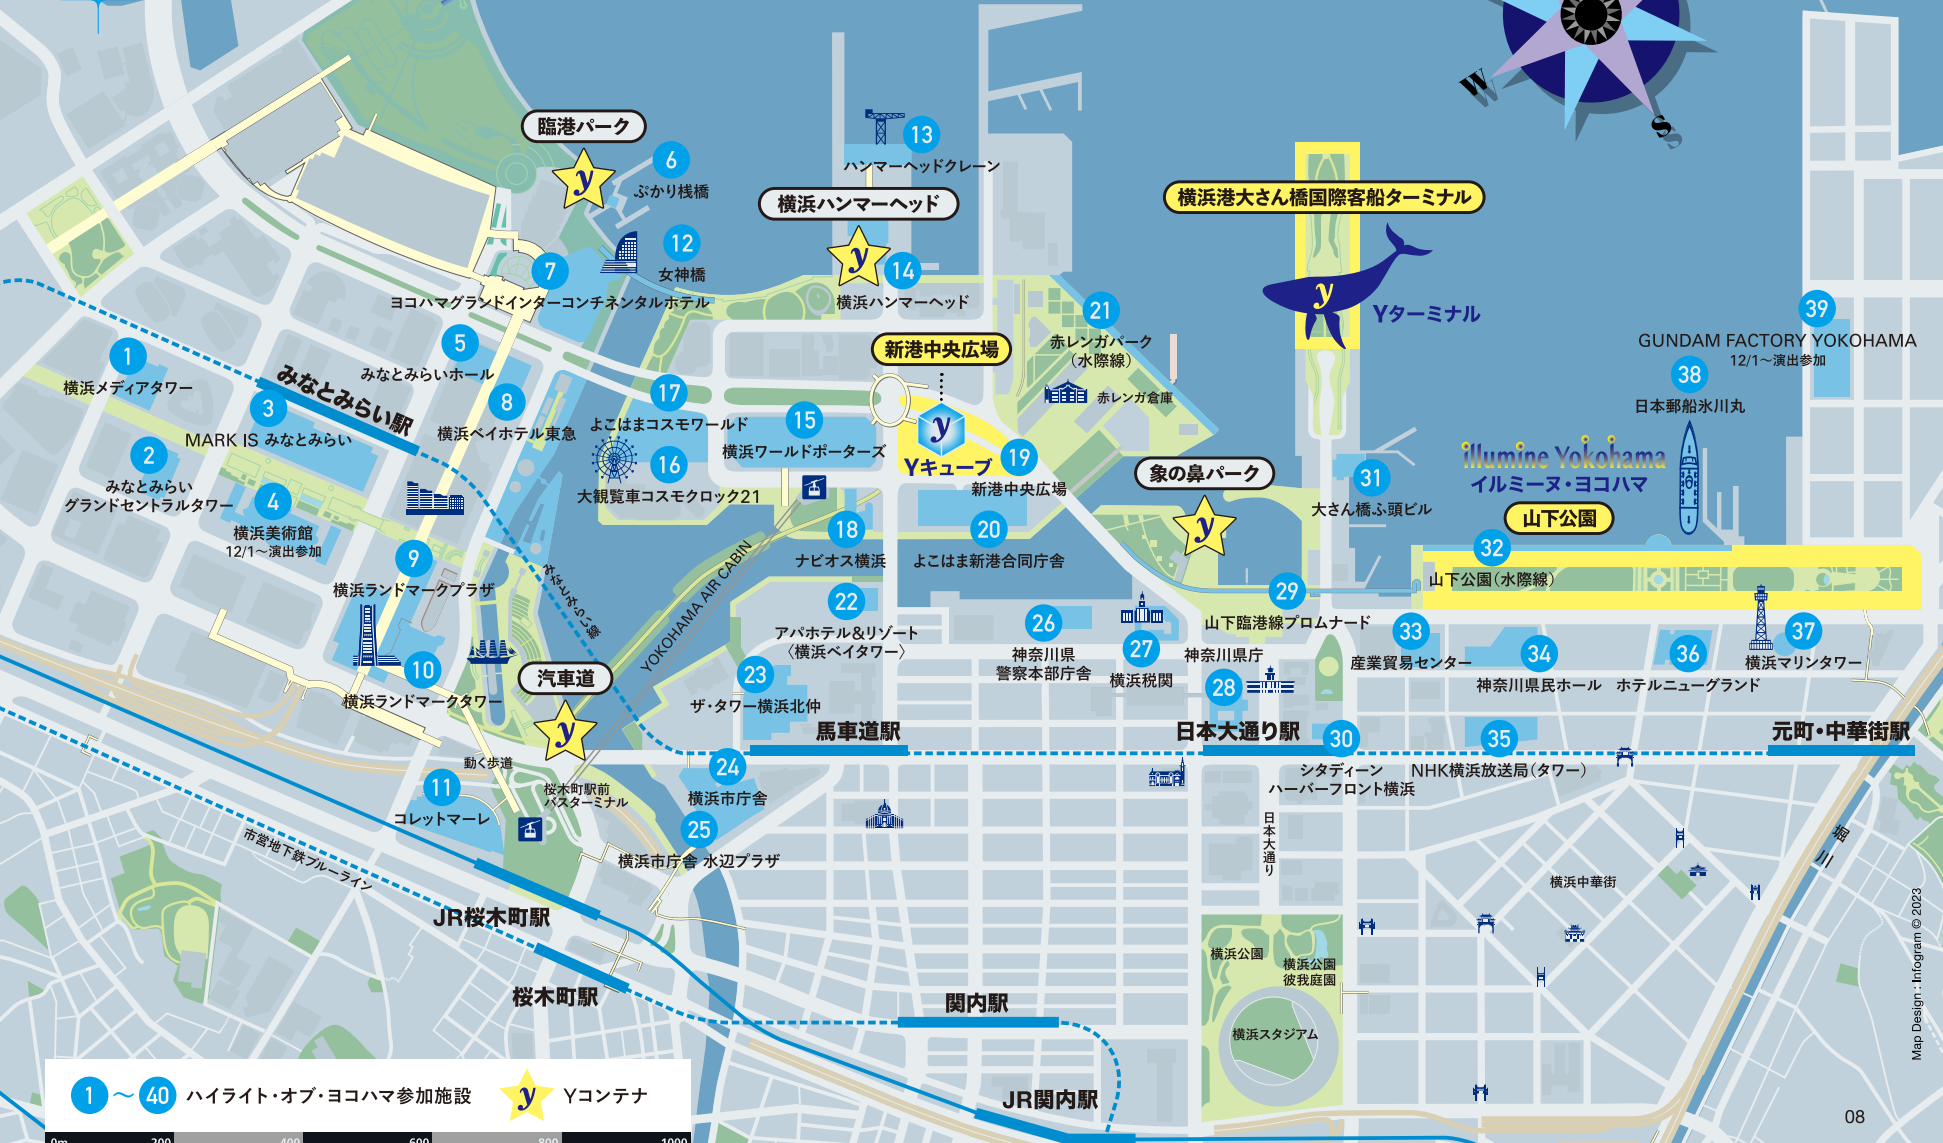 W
S
臨港パーク
y
6
ぷかり桟橋
13
ハンマーヘッドクレーン
横浜ハンマーヘッド
y
14
横浜ハンマーヘッド
12
女神橋
7
ヨコハマグランドインターコンチネンタルホテル
横浜港大さん橋国際客船ターミナル
y
Yターミナル
21
赤レンガパーク
(水際線)
赤レンガ倉庫
39
GUNDAM FACTORY YOKOHAMA
12/1〜演出参加
38
日本郵船氷川丸
1
横浜メディアタワー
5
みなとみらいホール
みなとみらい駅
3
MARK IS みなとみらい
8
横浜ベイホテル東急
17
よこはまコスモワールド
16
大観覧車コスモクロック21
15
横浜ワールドポーターズ
新港中央広場
y
Yキューブ
19
新港中央広場
2
みなとみらい
グランドセントラルタワー
4
横浜美術館
12/1〜演出参加
象の鼻パーク
y
31
大さん橋ふ頭ビル
illumine Yokohama
イルミーヌ・ヨコハマ
山下公園
32
山下公園(水際線)
18
ナビオス横浜
20
よこはま新港合同庁舎
9
横浜ランドマークプラザ
みなとみらい線
YOKOHAMA AIR CABIN
22
アパホテル&リゾート
〈横浜ベイタワー〉
26
神奈川県
警察本部庁舎
27
横浜税関
29
山下臨港線プロムナード
神奈川県庁
28
33
産業貿易センター
34
神奈川県民ホール
36
ホテルニューグランド
37
横浜マリンタワー
10
横浜ランドマークタワー
汽車道
y
23
ザ・タワー横浜北仲
馬車道駅
日本大通り駅
30
シタディーン
ハーバーフロント横浜
35
NHK横浜放送局(タワー)
元町・中華街駅
動く歩道
桜木町駅前
バスターミナル
24
横浜市庁舎
25
横浜市庁舎 水辺プラザ
11
コレットマーレ
市営地下鉄ブルーライン
日本大通り
横浜中華街
堀川
JR桜木町駅
桜木町駅
関内駅
横浜公園
横浜公園
彼我庭園
横浜スタジアム
JR関内駅
1〜40 ハイライト・オブ・ヨコハマ参加施設
y Yコンテナ
0m 200 400 600 800 1000
Map Design : Infogram © 2023
08